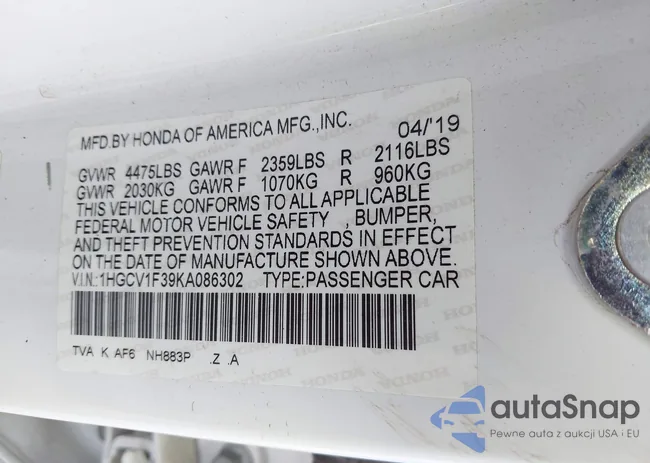 MFD.BY HONDA OF AMERICA MFG.,INC. 04/'19
GVWR 4475LBS GAWR F 2359LBS R 2116LBS
GVWR 2030KG GAWR F 1070KG R 960KG
THIS VEHICLE CONFORMS TO ALL APPLICABLE
FEDERAL MOTOR VEHICLE SAFETY , BUMPER,
AND THEFT PREVENTION STANDARDS IN EFFECT
ON THE DATE OF MANUFACTURE SHOWN ABOVE.
V.I.N.:1HGCV1F39KA086302 TYPE:PASSENGER CAR
TVA K AF6 NH883P .Z .A
HONDA
autaSnap
Pewne auta z aukcji USA i EU